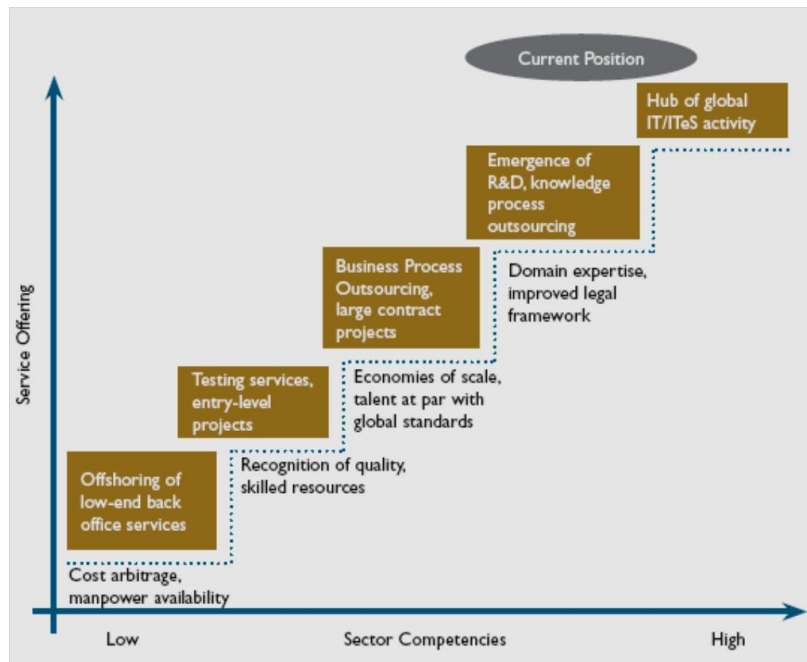 Current Position
Hub of global
IT/ITeS activity
Emergence of
R&D, knowledge
process
outsourcing
Business Process
Outsourcing,
large contract
projects
Domain expertise,
improved legal
framework
Testing services,
entry-level
projects
Economies of scale,
talent at par with
global standards
Offshoring of
low-end back
office services
Recognition of quality,
skilled resources
Cost arbitrage,
manpower availability
Service Offering
Low
Sector Competencies
High